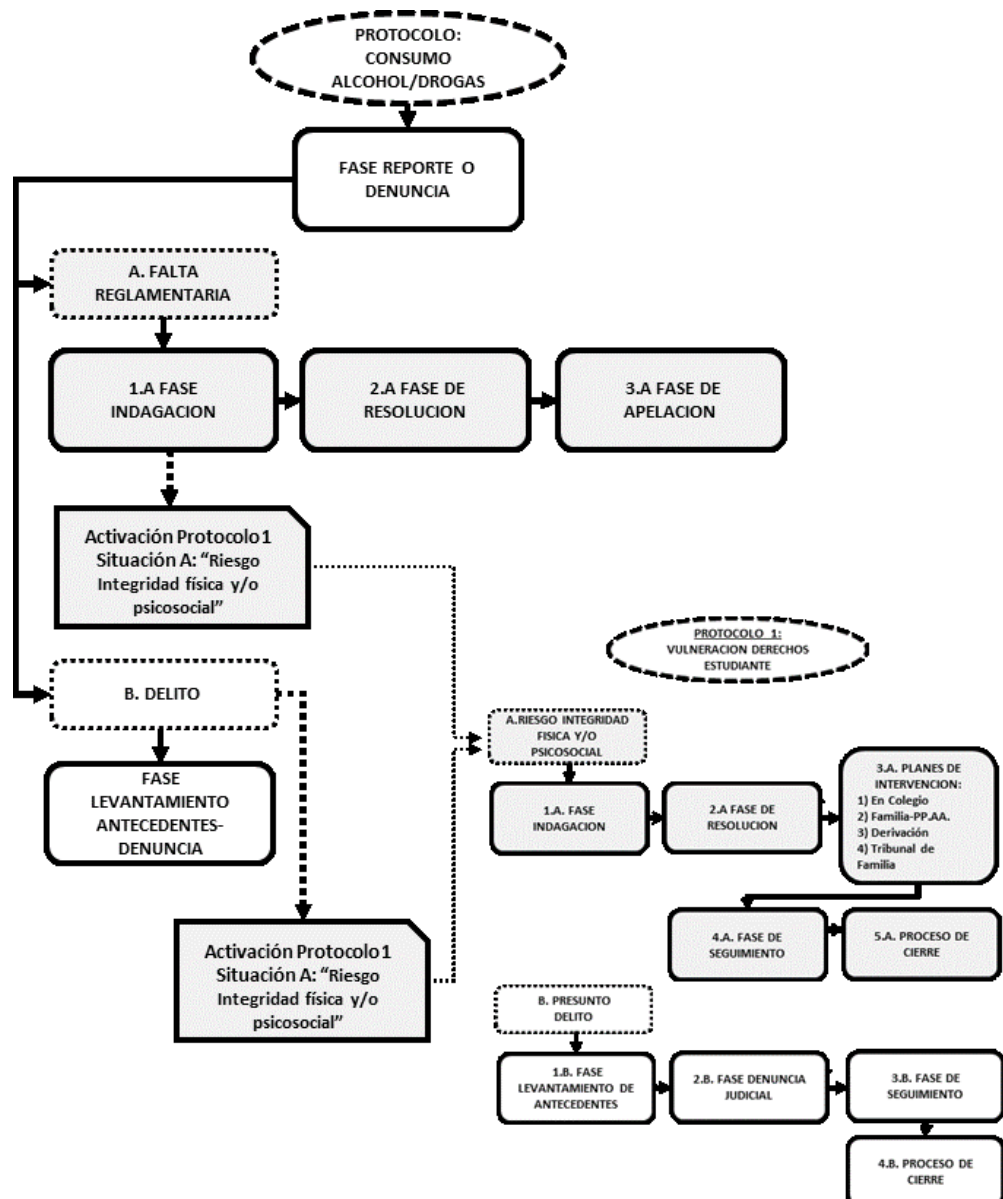 PROTOCOLO:
CONSUMO
ALCOHOL/DROGAS
FASE REPORTE O
DENUNCIA
A. FALTA
REGLAMENTARIA
1.A FASE
INDAGACION
2.A FASE DE
RESOLUCION
3.A FASE DE
APELACION
Activación Protocolo 1
Situación A: “Riesgo
Integridad física y/o
psicosocial”
B. DELITO
FASE
LEVANTAMIENTO
ANTECEDENTES-
DENUNCIA
Activación Protocolo 1
Situación A: “Riesgo
Integridad física y/o
psicosocial”
PROTOCOLO 1:
VULNERACION DERECHOS
ESTUDIANTE
A.RIESGO INTEGRIDAD
FISICA Y/O
PSICOSOCIAL
1.A. FASE
INDAGACION
2.A FASE DE
RESOLUCION
3.A. PLANES DE
INTERVENCION:
1) En Colegio
2) Familia-PP.AA.
3) Derivación
4) Tribunal de
Familia
4.A. FASE DE
SEGUIMIENTO
5.A. PROCESO DE
CIERRE
B. PRESUNTO
DELITO
1.B. FASE
LEVANTAMIENTO DE
ANTECEDENTES
2.B. FASE DENUNCIA
JUDICIAL
3.B. FASE DE
SEGUIMIENTO
4.B. PROCESO DE
CIERRE